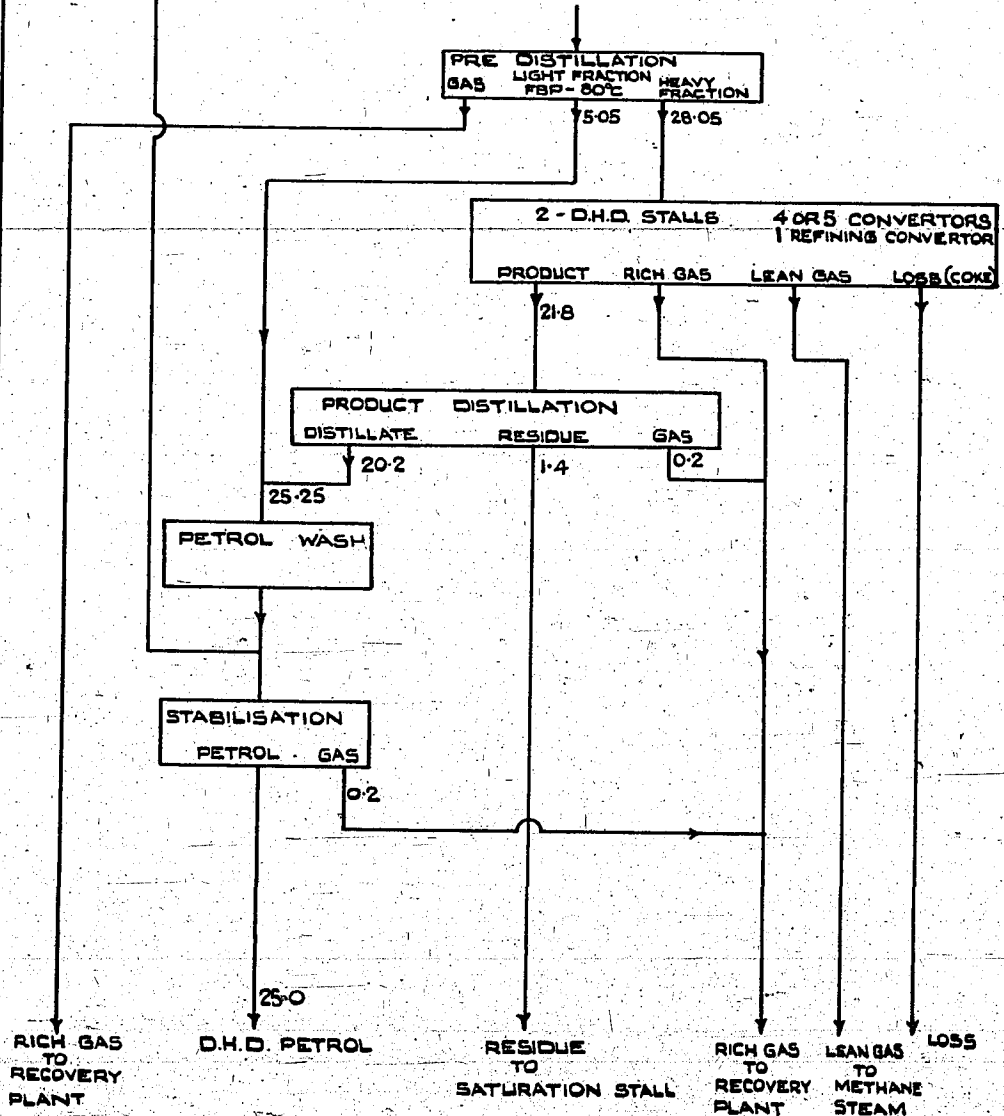 PRE DISTILLATION
GAS
LIGHT FRACTION
FBP - 80°C
HEAVY
FRACTION
5.05
28.05
2 - D.H.D. STALLS
4 OR 5 CONVERTORS
1 REFINING CONVERTOR
PRODUCT RICH GAS LEAN GAS LOSS (COKE)
21.8
PRODUCT DISTILLATION
DISTILLATE RESIDUE GAS
20.2
1.4
0.2
25.25
PETROL WASH
STABILISATION
PETROL GAS
0.2
25.0
RICH GAS
TO
RECOVERY
PLANT
D.H.D. PETROL
RESIDUE
TO
SATURATION STALL
RICH GAS
TO
RECOVERY
PLANT
LEAN GAS
TO
METHANE
STEAM
LOSS